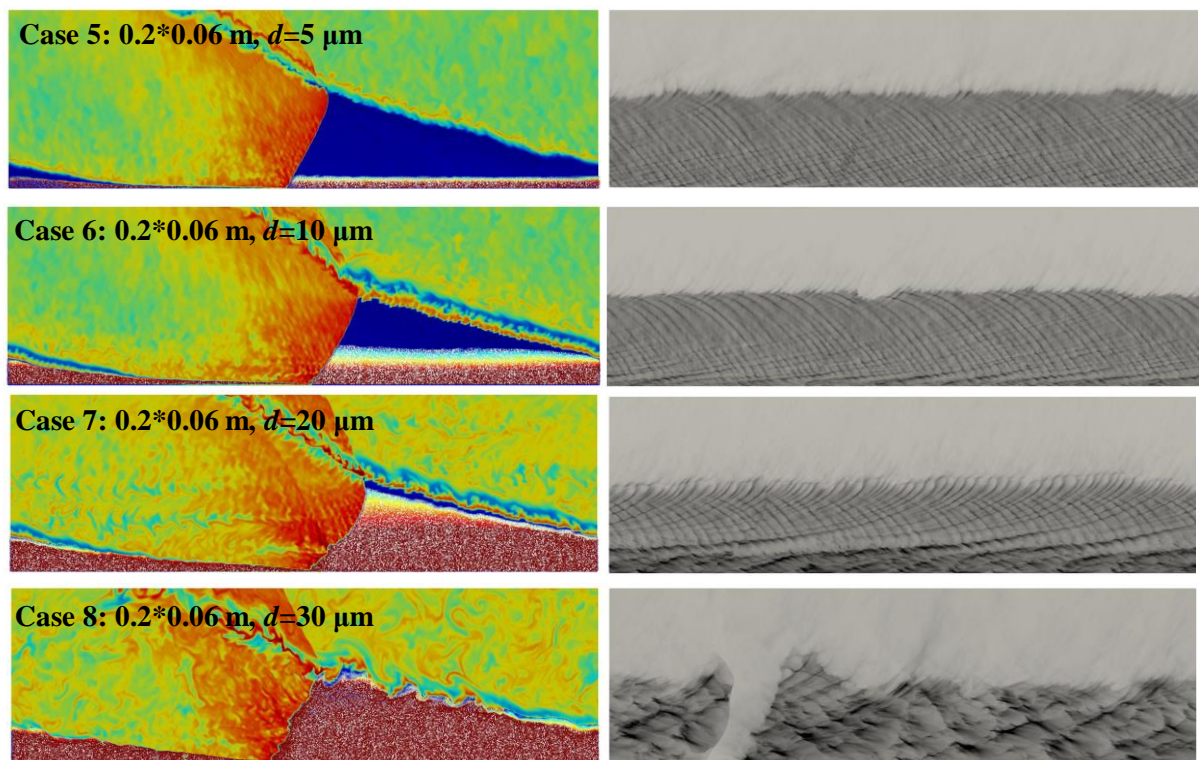 Case 5: 0.2*0.06 m, d=5 μm
Case 6: 0.2*0.06 m, d=10 μm
Case 7: 0.2*0.06 m, d=20 μm
Case 8: 0.2*0.06 m, d=30 μm